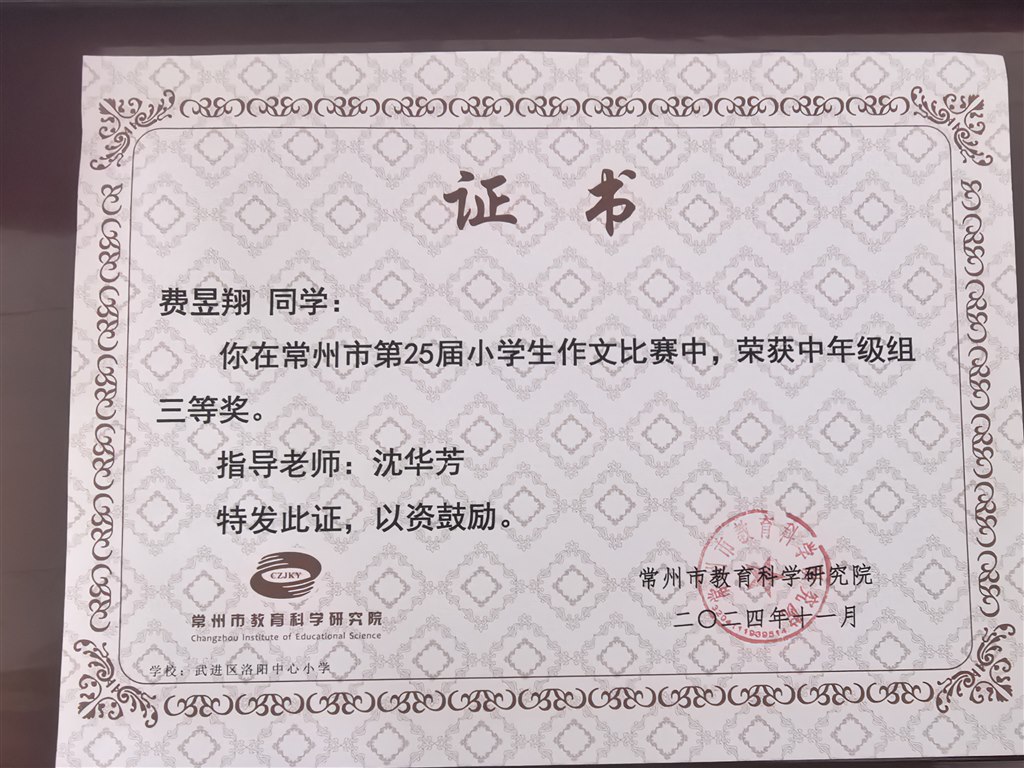 证 书
费昱翔 同学：
你在常州市第25届小学生作文比赛中，荣获中年级组
三等奖。
指导老师：沈华芳
特发此证，以资鼓励。
CZJKY
常州市教育科学研究院
Changzhou Institute of Educational Science
学校：武进区洛阳中心小学
常州市教育科学研究院
二〇二四年十一月